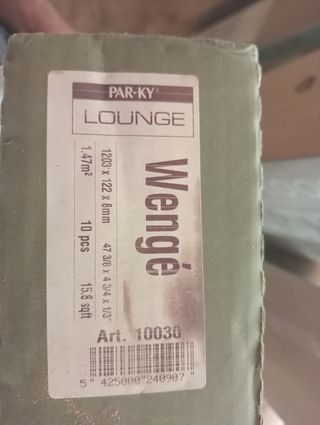 PAR-KY
LOUNGE
Wengé
1203 x 122 x 8mm 47 3/8 x 4 3/4 x 1/3"
1.47m² 10 pcs 15.8 sqft
Art. 10030
5 425000 240907